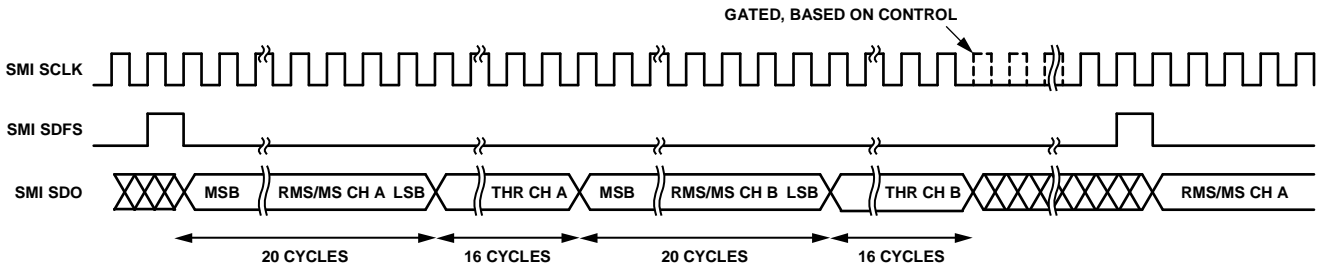 GATED, BASED ON CONTROL
SMI SCLK
SMI SDFS
SMI SDO
MSB
RMS/MS CH A LSB
THR CH A
MSB
RMS/MS CH B LSB
THR CH B
RMS/MS CH A
20 CYCLES
16 CYCLES
20 CYCLES
16 CYCLES